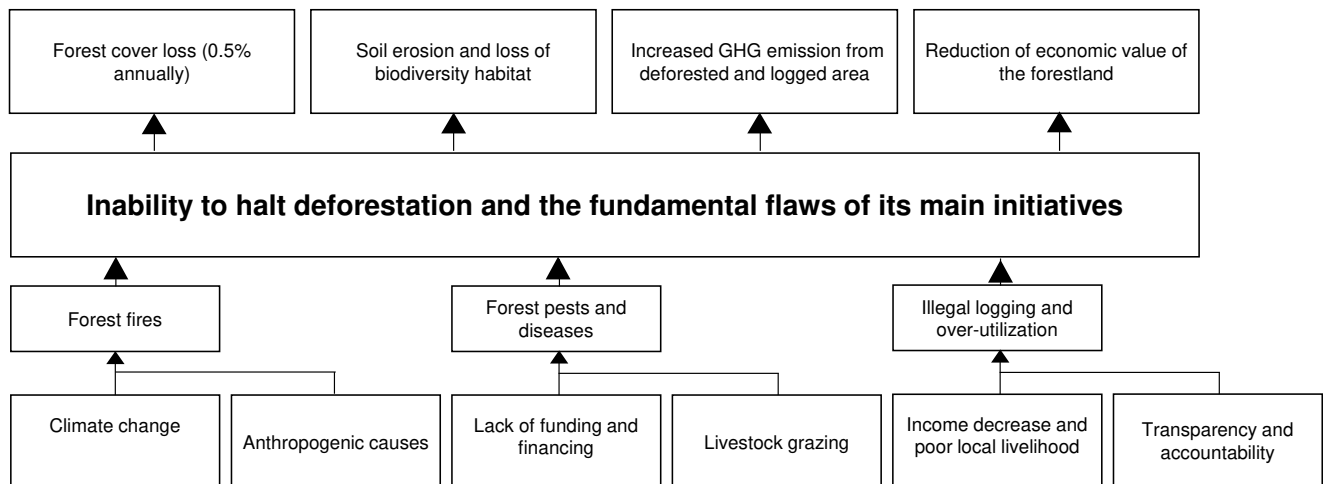 Forest cover loss (0.5%
annually)
Soil erosion and loss of
biodiversity habitat
Increased GHG emission from
deforested and logged area
Reduction of economic value of
the forestland
Inability to halt deforestation and the fundamental flaws of its main initiatives
Forest fires
Forest pests and
diseases
Illegal logging and
over-utilization
Climate change
Anthropogenic causes
Lack of funding and
financing
Livestock grazing
Income decrease and
poor local livelihood
Transparency and
accountability